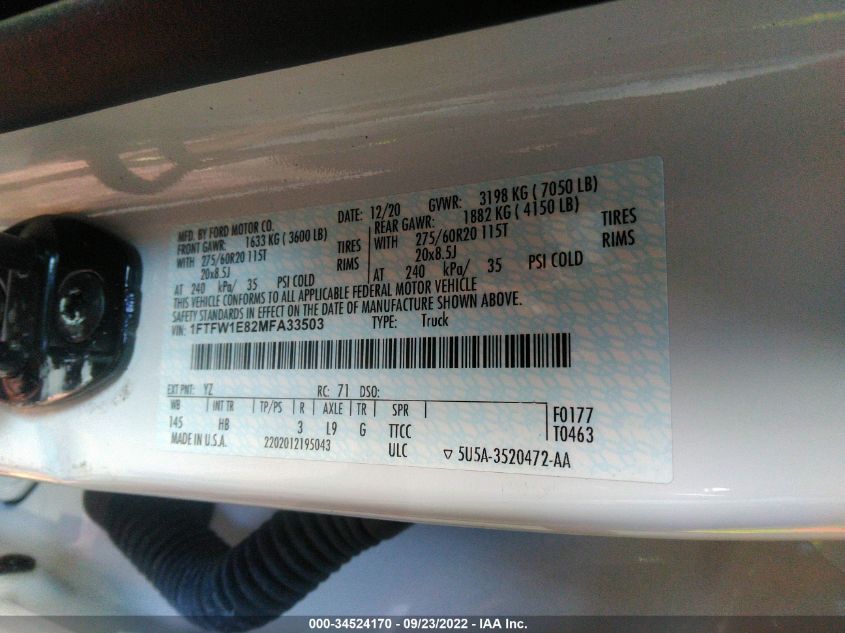 MFD. BY FORD MOTOR CO.
DATE: 12/20 GVWR: 3198 KG ( 7050 LB)
FRONT GAWR: 1633 KG ( 3600 LB)
REAR GAWR: 1882 KG ( 4150 LB)
WITH 275/60R20 115T TIRES
WITH 275/60R20 115T TIRES
20x8.5J RIMS
20x8.5J RIMS
AT 240 kPa/ 35 PSI COLD
AT 240 kPa/ 35 PSI COLD
THIS VEHICLE CONFORMS TO ALL APPLICABLE FEDERAL MOTOR VEHICLE
SAFETY STANDARDS IN EFFECT ON THE DATE OF MANUFACTURE SHOWN ABOVE.
VIN: 1FTFW1E82MFA33503 TYPE: Truck
EXT PNT: YZ RC: 71 DSO:
WB INT TR TP/PS R AXLE TR SPR
145 HB 3 L9 G TTCC
F0177
T0463
MADE IN U.S.A. 2202012195043 ULC
▽ 5U5A-3520472-AA
000-34524170 - 09/23/2022 - IAA Inc.